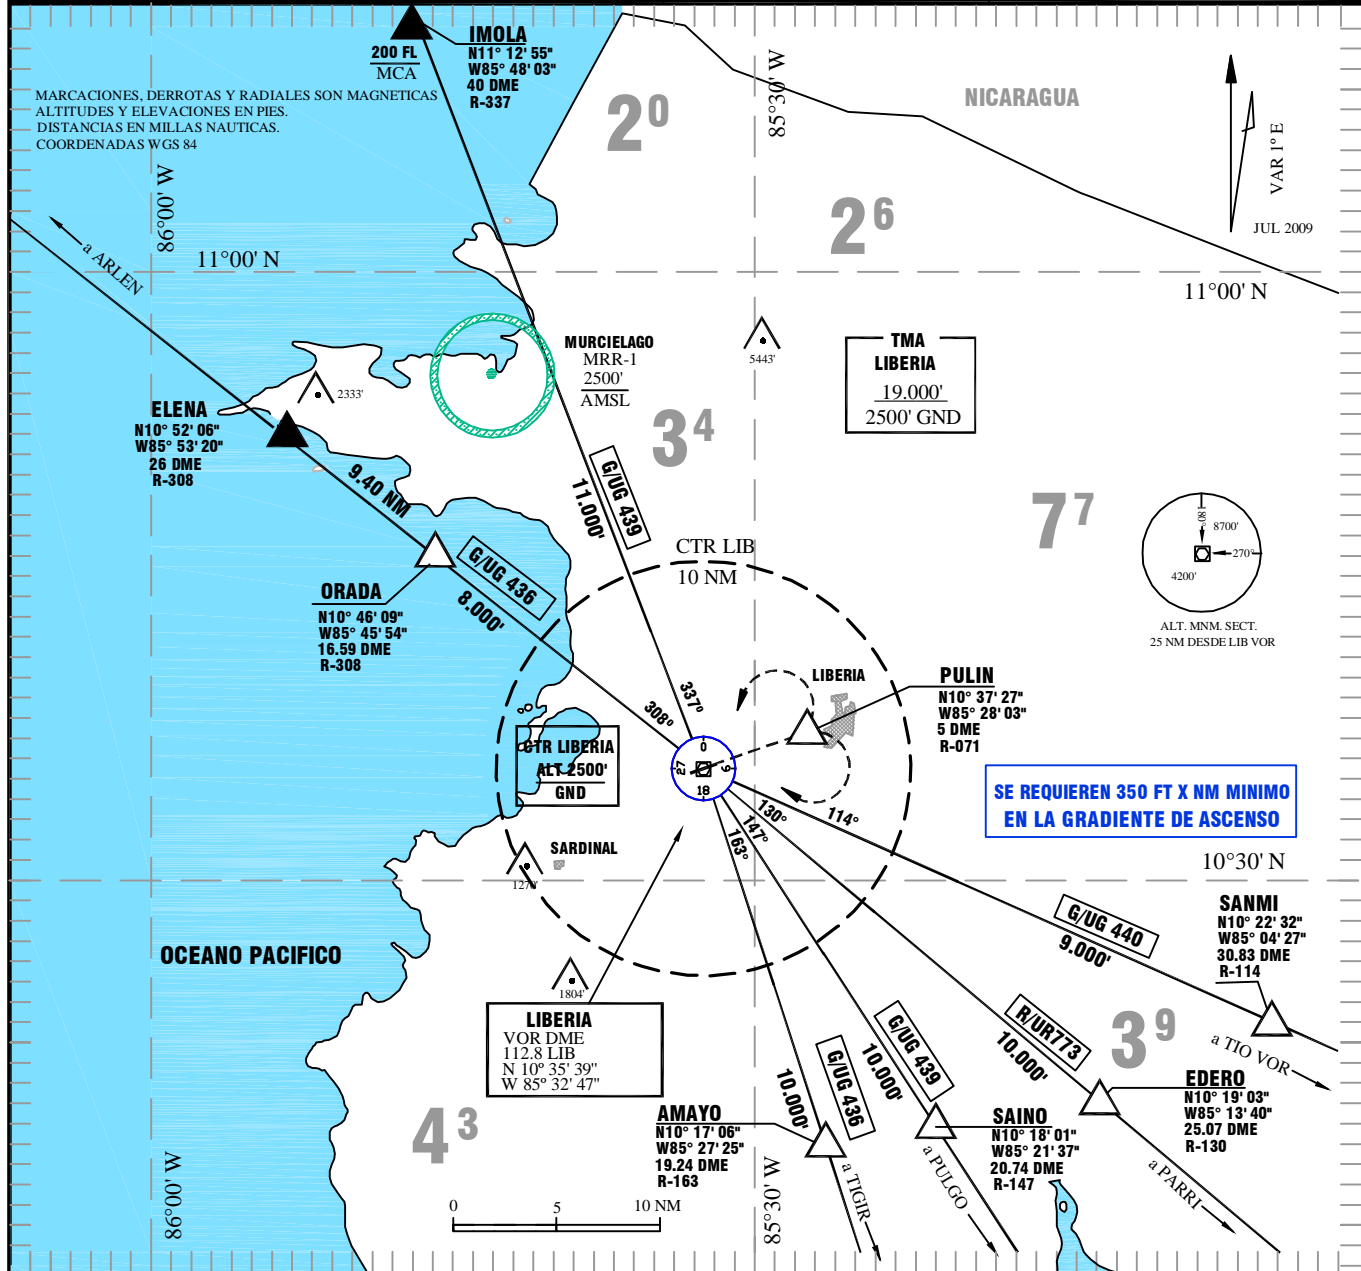 IMOLA
N11° 12' 55"
W85° 48' 03"
40 DME
R-337
200 FL
MCA
MARCACIONES, DERROTAS Y RADIALES SON MAGNETICAS
ALTITUDES Y ELEVACIONES EN PIES.
DISTANCIAS EN MILLAS NAUTICAS.
COORDENADAS WGS 84
2⁰
85°30' W
NICARAGUA
VAR 1° E
JUL 2009
86°00' W
a ARLEN
11°00' N
2⁶
11°00' N
MURCIELAGO
MRR-1
2500'
AMSL
5443'
TMA
LIBERIA
19.000'
2500' GND
2333'
ELENA
N10° 52' 06"
W85° 53' 20"
26 DME
R-308
3⁴
9.40 NM
G/UG 439
11.000'
7⁷
180°
8700'
270°
4200'
ALT. MNM. SECT.
25 NM DESDE LIB VOR
CTR LIB
10 NM
G/UG 436
8.000'
ORADA
N10° 46' 09"
W85° 45' 54"
16.59 DME
R-308
337º
308º
LIBERIA
PULIN
N10° 37' 27"
W85° 28' 03"
5 DME
R-071
CTR LIBERIA
ALT 2500'
GND
0
27
9
18
SE REQUIEREN 350 FT X NM MINIMO
EN LA GRADIENTE DE ASCENSO
114°
130°
147°
163°
SARDINAL
1270'
10°30' N
G/UG 440
9.000'
SANMI
N10° 22' 32"
W85° 04' 27"
30.83 DME
R-114
OCEANO PACIFICO
1804'
LIBERIA
VOR DME
112.8 LIB
N 10° 35' 39"
W 85° 32' 47"
G/UG 436
10.000'
G/UG 439
10.000'
R/UR773
10.000'
3⁹
a TIO VOR
EDERO
N10° 19' 03"
W85° 13' 40"
25.07 DME
R-130
4³
AMAYO
N10° 17' 06"
W85° 27' 25"
19.24 DME
R-163
SAINO
N10° 18' 01"
W85° 21' 37"
20.74 DME
R-147
a TIGIR
a PULGO
a PARRI
86°00' W
85°30' W
0 5 10 NM